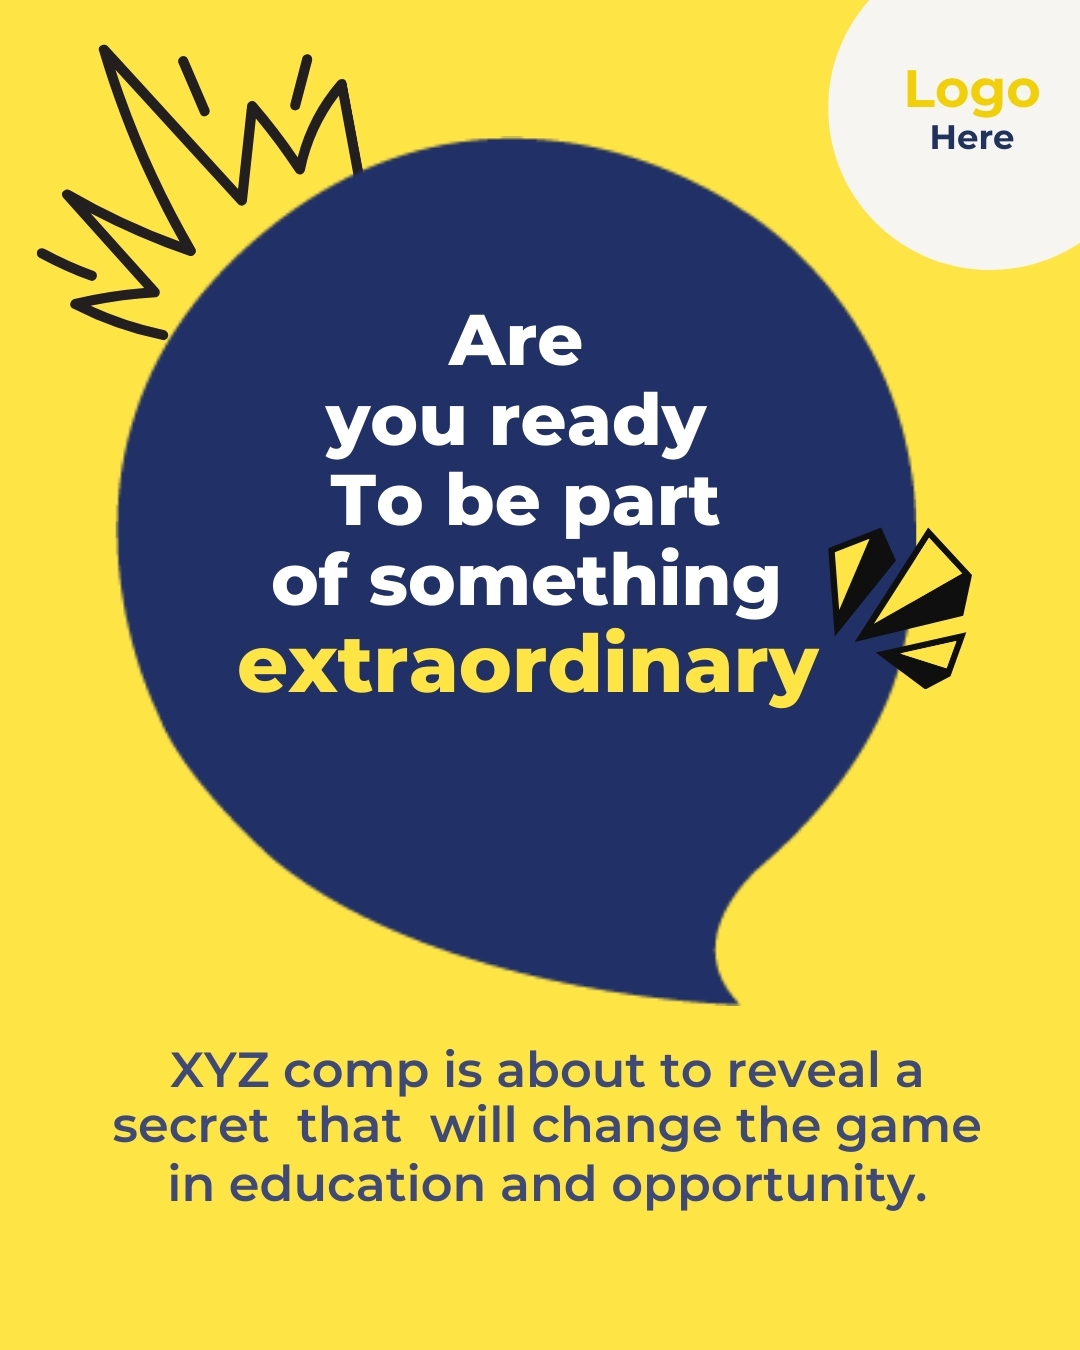 Logo
Here
Are
you ready
To be part
of something
extraordinary
XYZ comp is about to reveal a
secret  that  will change the game
in education and opportunity.